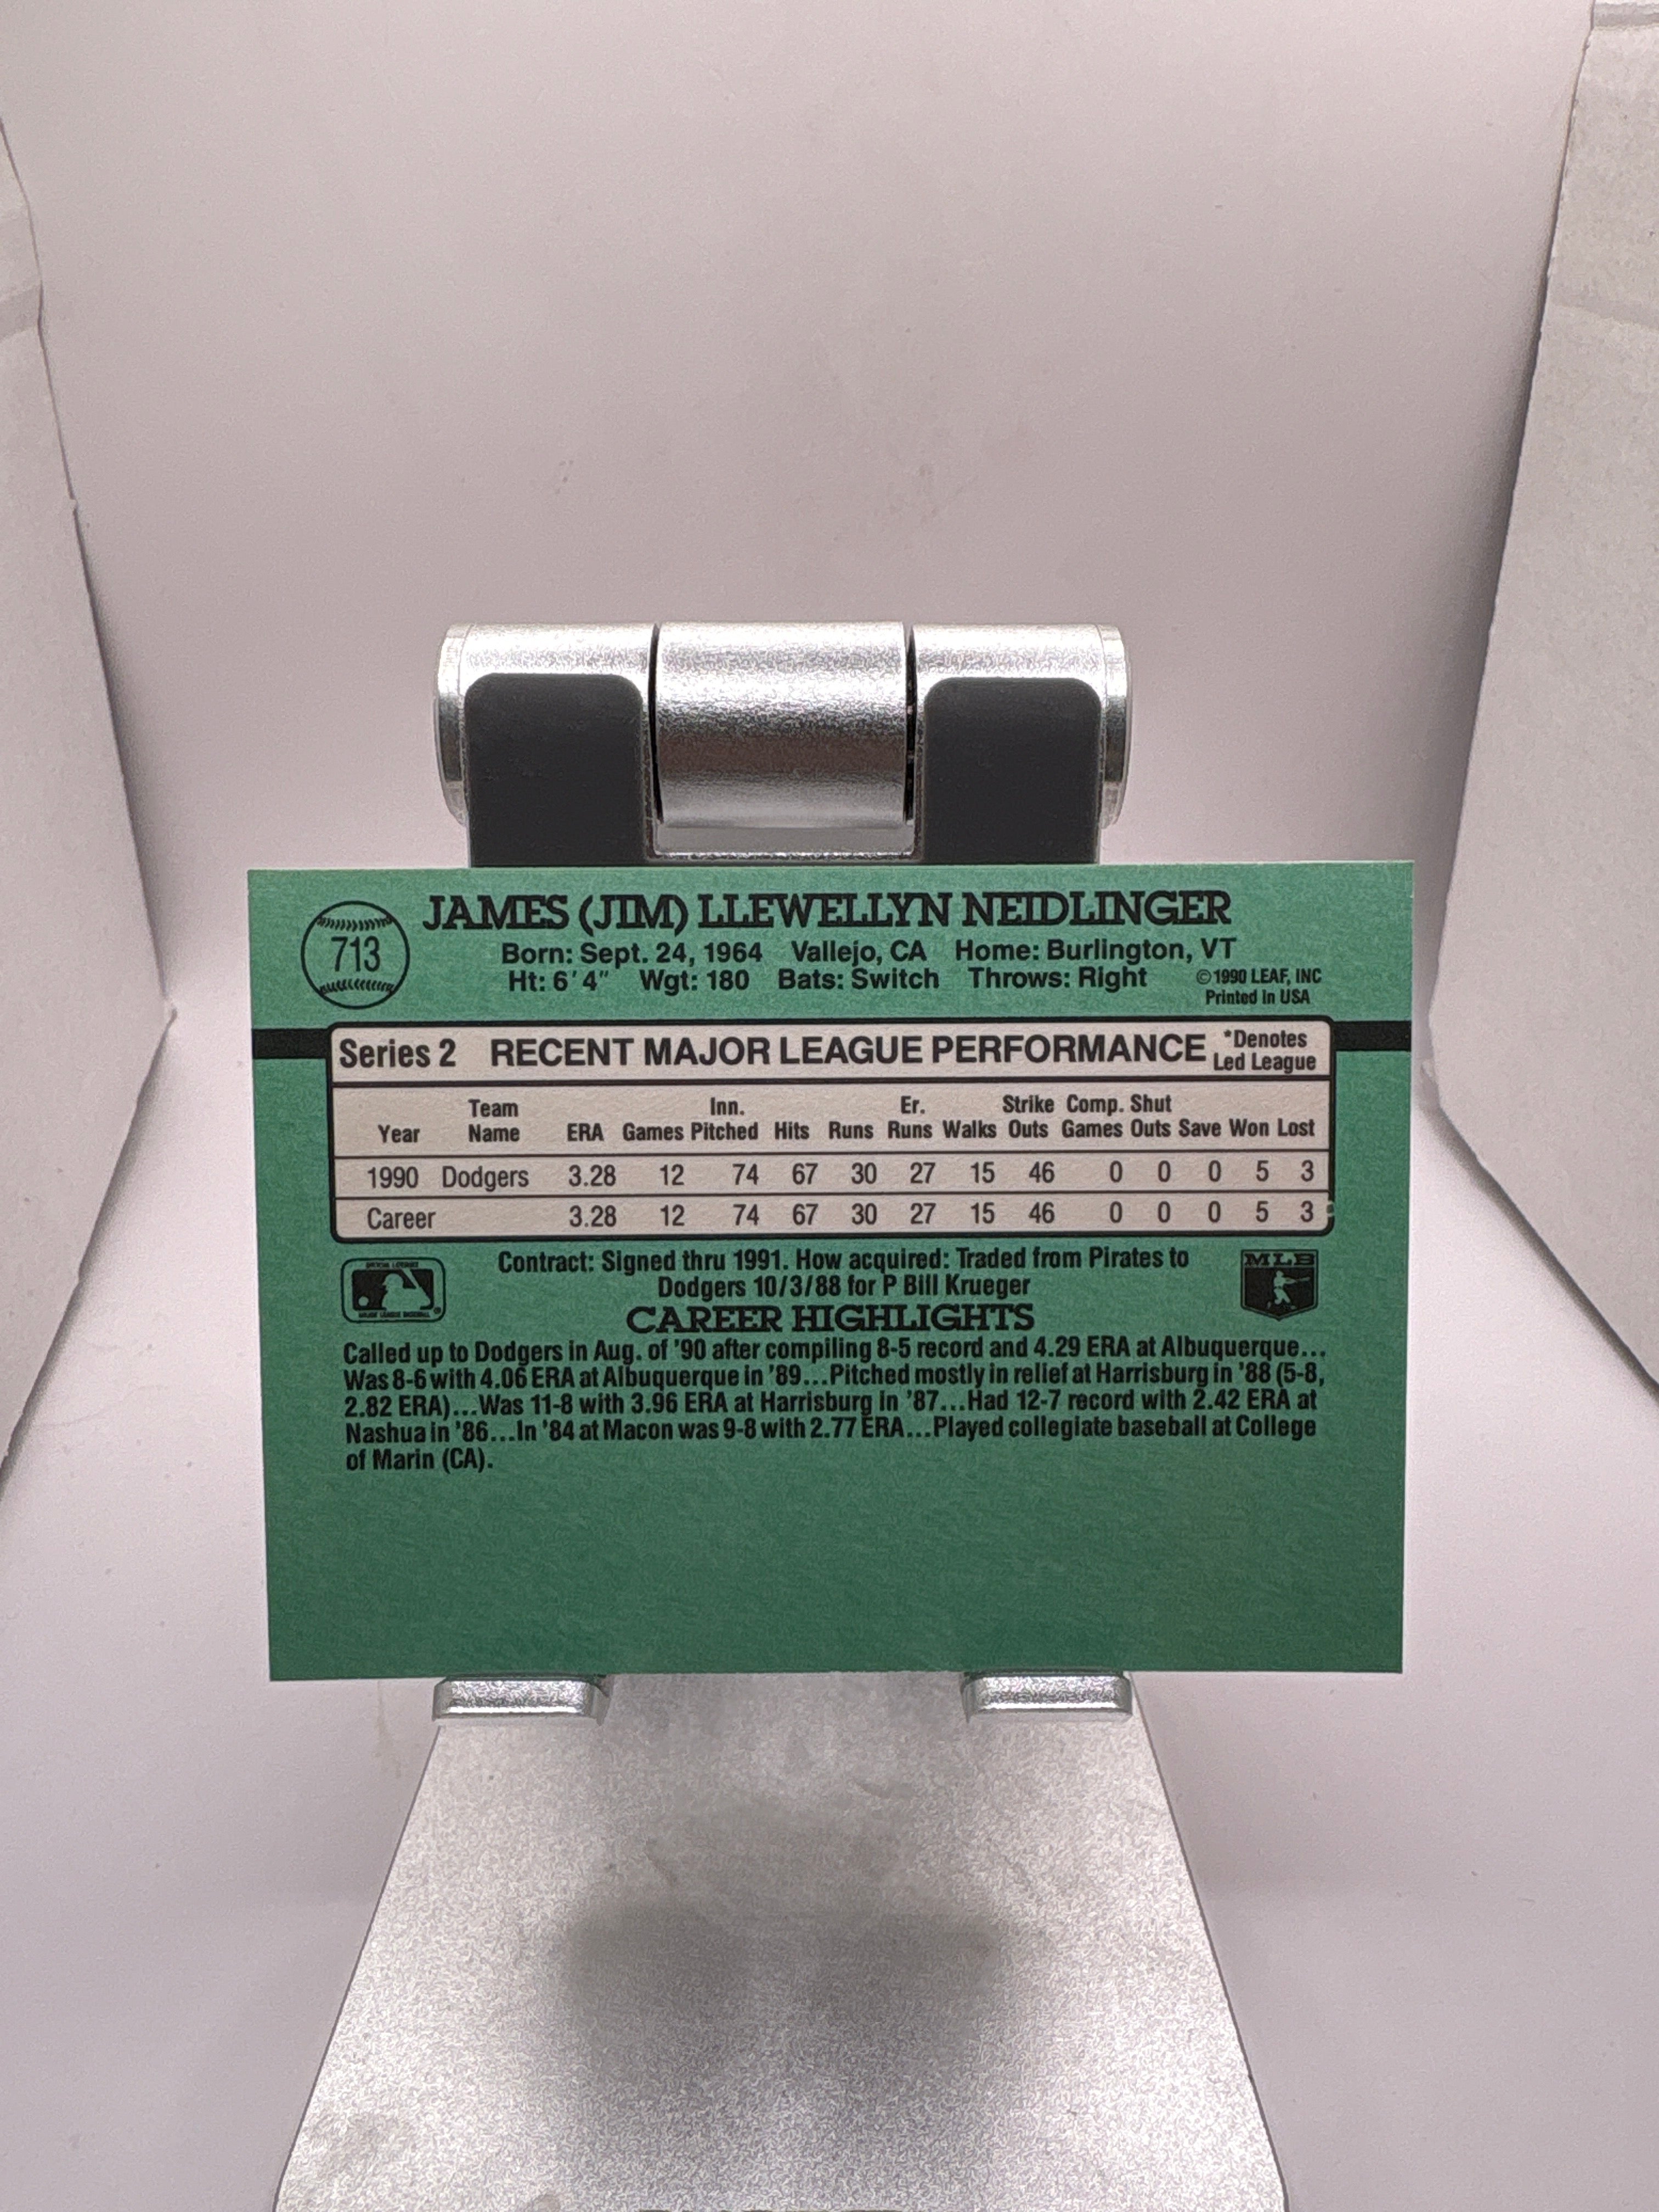 713
JAMES (JIM) LLEWELLYN NEIDLINGER
Born: Sept. 24, 1964 Vallejo, CA Home: Burlington, VT
Ht: 6'4" Wgt: 180 Bats: Switch Throws: Right
©1990 LEAF, INC
Printed in USA
Series 2 RECENT MAJOR LEAGUE PERFORMANCE *Denotes
Led League
Team Inn. Er. Strike Comp. Shut
Year Name ERA Games Pitched Hits Runs Runs Walks Outs Games Outs Save Won Lost
1990 Dodgers 3.28 12 74 67 30 27 15 46 0 0 0 5 3
Career 3.28 12 74 67 30 27 15 46 0 0 0 5 3
Contract: Signed thru 1991. How acquired: Traded from Pirates to
Dodgers 10/3/88 for P Bill Krueger
MLB
CAREER HIGHLIGHTS
Called up to Dodgers in Aug. of '90 after compiling 8-5 record and 4.29 ERA at Albuquerque...
Was 8-6 with 4.06 ERA at Albuquerque in '89...Pitched mostly in relief at Harrisburg in '88 (5-8,
2.82 ERA)...Was 11-8 with 3.96 ERA at Harrisburg in '87...Had 12-7 record with 2.42 ERA at
Nashua in '86...In '84 at Macon was 9-8 with 2.77 ERA...Played collegiate baseball at College
of Marin (CA).